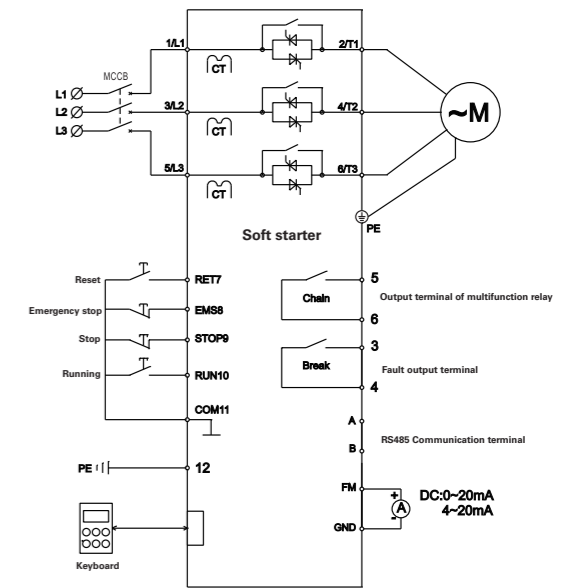 1/L1
2/T1
CT
MCCB
L1
L2
L3
3/L2
4/T2
CT
~M
5/L3
6/T3
CT
PE
Soft starter
Reset
RET7
Emergency stop
EMS8
Stop
STOP9
Running
RUN10
COM11
PE
12
Keyboard
Chain
5
6
Output terminal of multifunction relay
Break
3
4
Fault output terminal
A
B
RS485 Communication terminal
FM
GND
+
A
-
DC:0~20mA
4~20mA